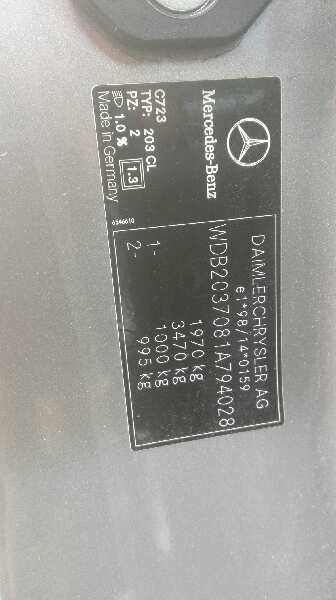 Mercedes-Benz
C723
TYP: 203 CL
PZ: 2
1.0 % 1.3
Made in Germany
6546610
DAIMLERCHRYSLER AG
e1*98/14*0159
WDB2037081A794028
1970 kg
3470 kg
1- 1000 kg
2- 995 kg